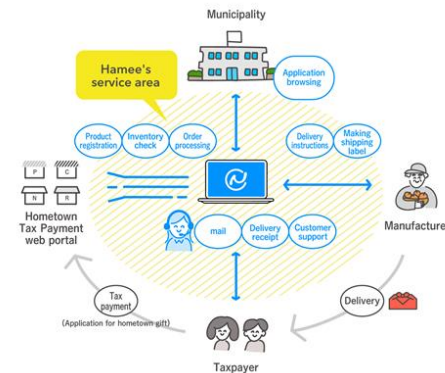 Municipality
Hamee's
service area
Application
browsing
Product
registration
Inventory
check
Order
processing
Delivery
instructions
Making
shipping
label
P
C
N
R
Hometown
Tax Payment
web portal
Manufacture
mail
Delivery
receipt
Customer
support
Tax
payment
(Application for hometown gift)
Delivery
Taxpayer